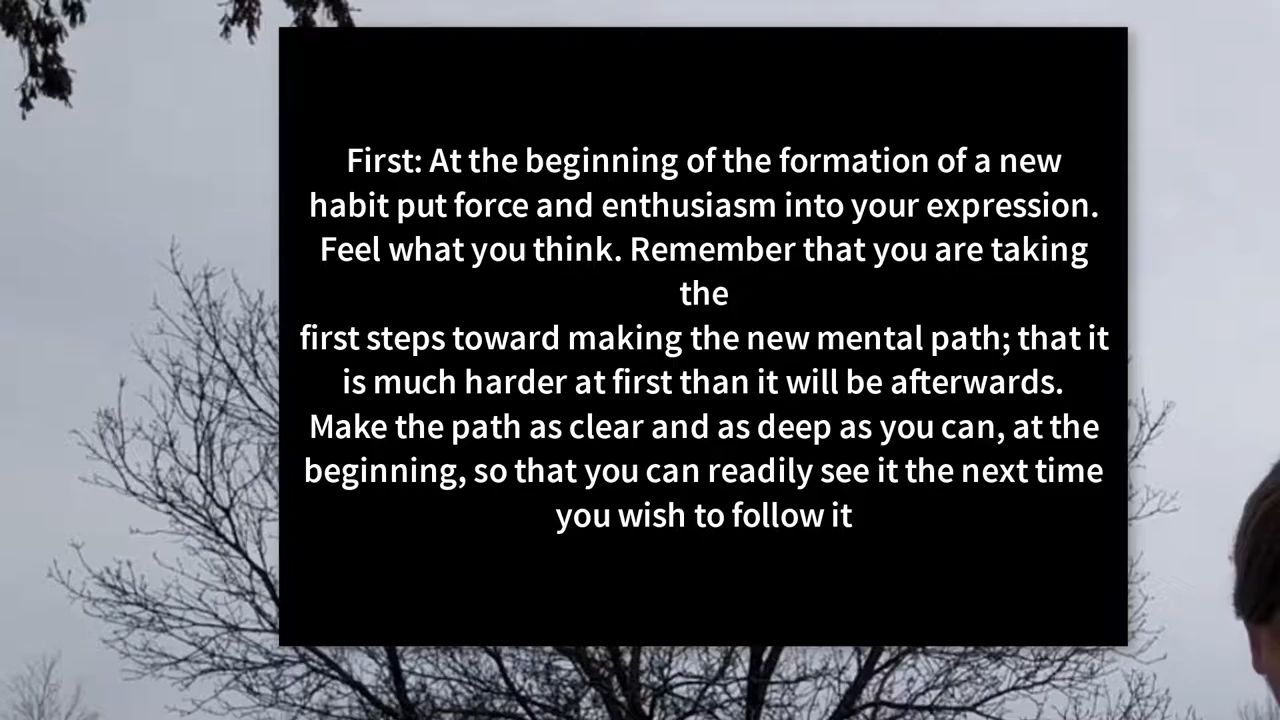 First: At the beginning of the formation of a new
habit put force and enthusiasm into your expression.
Feel what you think. Remember that you are taking
the
first steps toward making the new mental path; that it
is much harder at first than it will be afterwards.
Make the path as clear and as deep as you can, at the
beginning, so that you can readily see it the next time
you wish to follow it